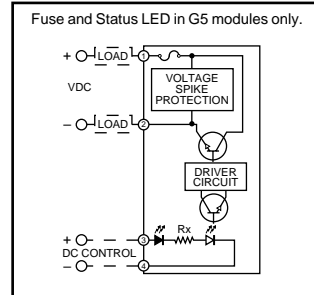 Fuse and Status LED in G5 modules only.
+ LOAD 1
VDC
VOLTAGE
SPIKE
PROTECTION
– LOAD 2
DRIVER
CIRCUIT
+ 3 Rx
DC CONTROL
– 4